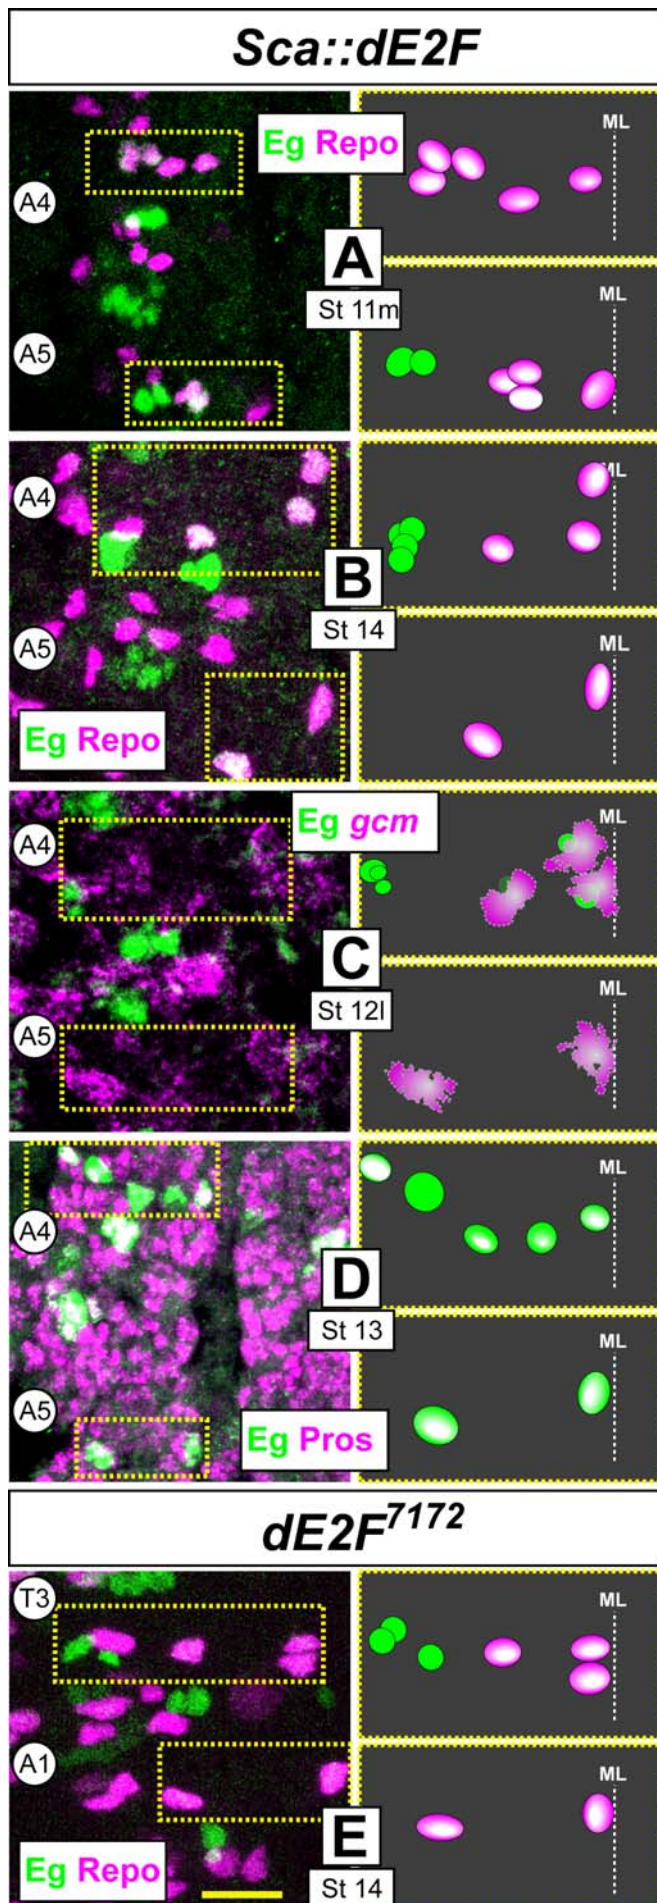 Sca::dE2F
Eg Repo
ML
A4
A
St 11m
ML
A5
A4
ML
B
St 14
A5
ML
Eg Repo
Eg gcm
A4
ML
C
St 12l
A5
ML
ML
A4
D
St 13
ML
A5
Eg Pros
dE2F7172
T3
ML
A1
ML
E
Eg Repo
St 14